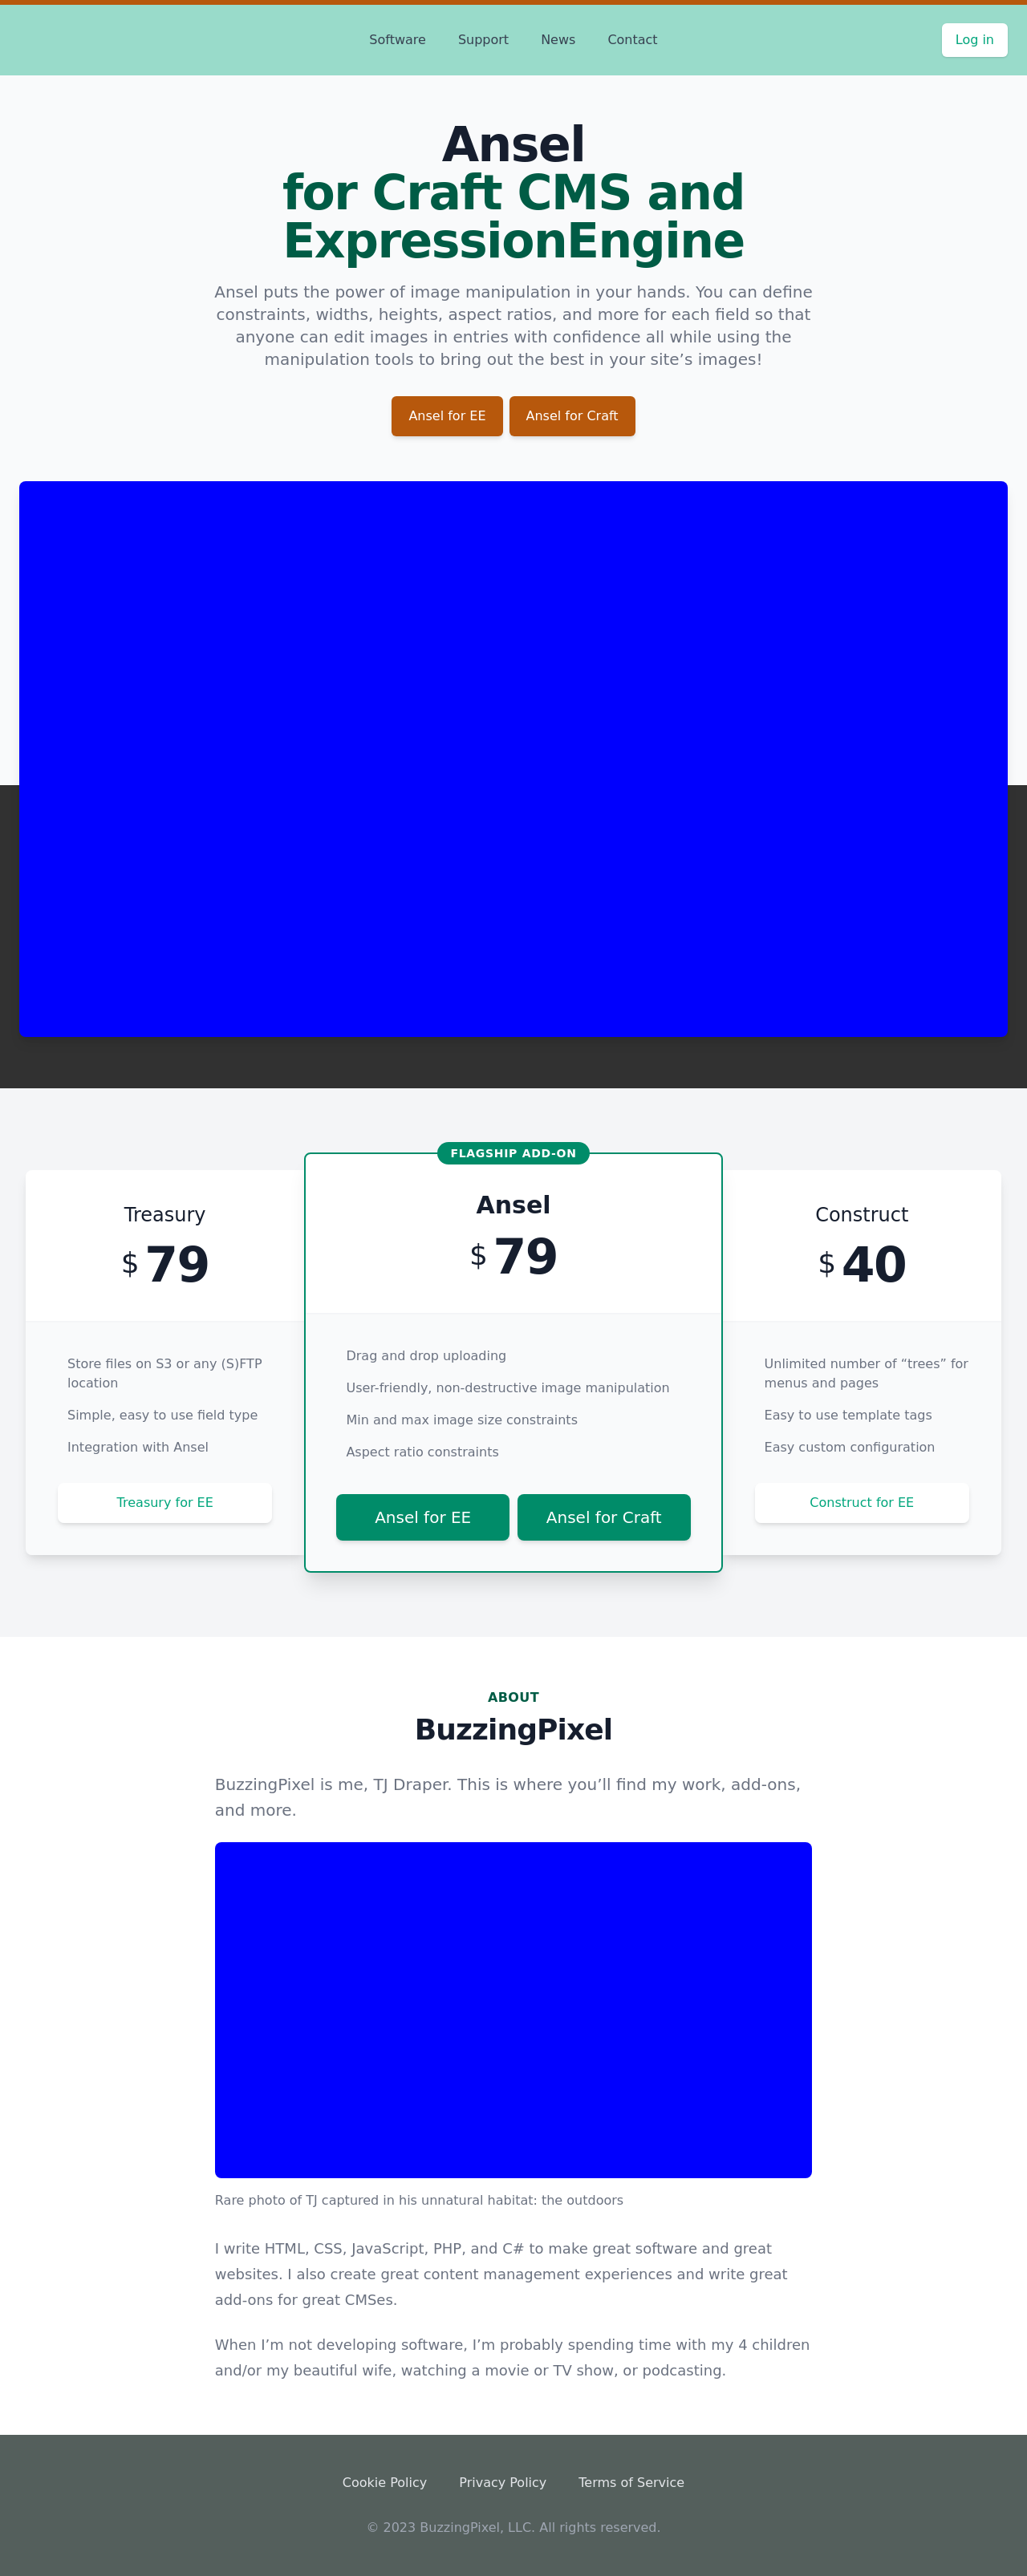 Software Support News Contact Log in
Ansel
for Craft CMS and
ExpressionEngine
Ansel puts the power of image manipulation in your hands. You can define
constraints, widths, heights, aspect ratios, and more for each field so that
anyone can edit images in entries with confidence all while using the
manipulation tools to bring out the best in your site’s images!
Ansel for EE Ansel for Craft
Treasury
$ 79
Store files on S3 or any (S)FTP
location
Simple, easy to use field type
Integration with Ansel
Treasury for EE
FLAGSHIP ADD-ON
Ansel
$ 79
Drag and drop uploading
User-friendly, non-destructive image manipulation
Min and max image size constraints
Aspect ratio constraints
Ansel for EE Ansel for Craft
Construct
$ 40
Unlimited number of “trees” for
menus and pages
Easy to use template tags
Easy custom configuration
Construct for EE
ABOUT
BuzzingPixel
BuzzingPixel is me, TJ Draper. This is where you’ll find my work, add-ons,
and more.
Rare photo of TJ captured in his unnatural habitat: the outdoors
I write HTML, CSS, JavaScript, PHP, and C# to make great software and great
websites. I also create great content management experiences and write great
add-ons for great CMSes.
When I’m not developing software, I’m probably spending time with my 4 children
and/or my beautiful wife, watching a movie or TV show, or podcasting.
Cookie Policy Privacy Policy Terms of Service
© 2023 BuzzingPixel, LLC. All rights reserved.